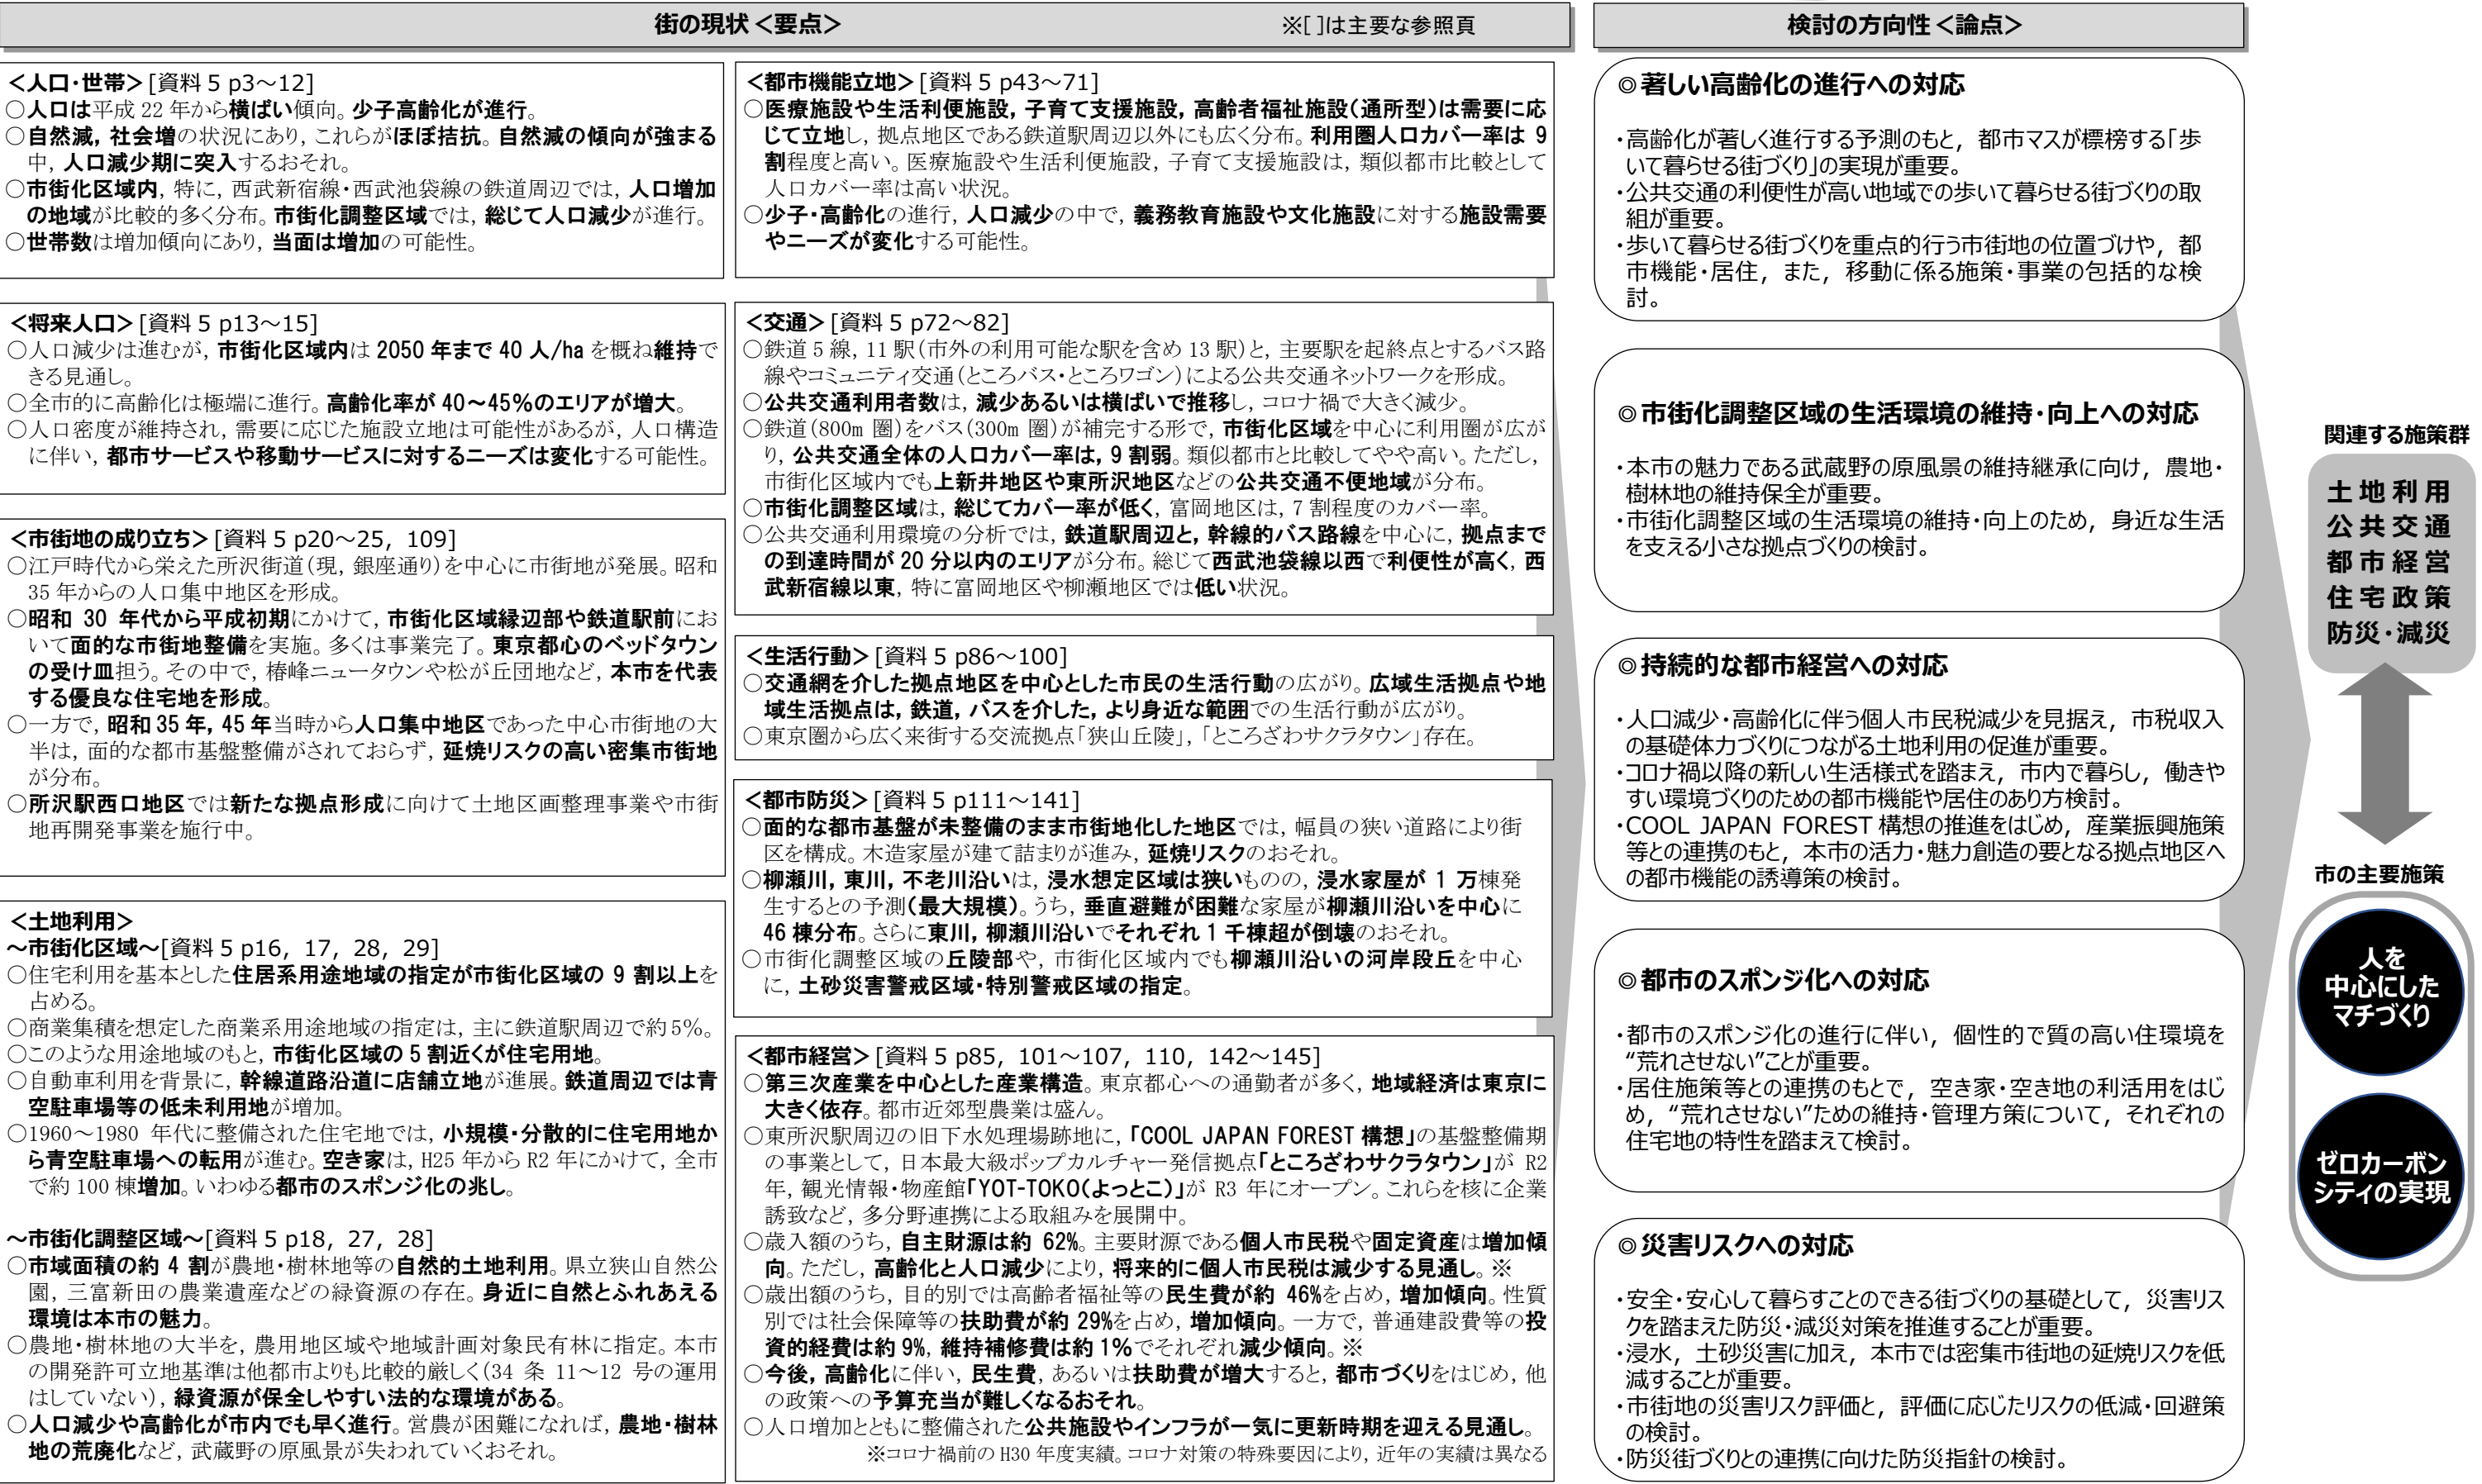 街の現状<要点>
※[ ]は主要な参照頁
<人口・世帯>[資料 5 p3～12]
○人口は平成 22 年から横ばい傾向。少子高齢化が進行。
○自然減，社会増の状況にあり，これらがほぼ拮抗。自然減の傾向が強まる
中，人口減少期に突入するおそれ。
○市街化区域内，特に，西武新宿線・西武池袋線の鉄道周辺では，人口増加
の地域が比較的多く分布。市街化調整区域では，総じて人口減少が進行。
○世帯数は増加傾向にあり，当面は増加の可能性。
<将来人口>[資料 5 p13～15]
○人口減少は進むが，市街化区域内は 2050 年まで 40 人/ha を概ね維持で
きる見通し。
○全市的に高齢化は極端に進行。高齢化率が 40～45%のエリアが増大。
○人口密度が維持され，需要に応じた施設立地は可能性があるが，人口構造
に伴い，都市サービスや移動サービスに対するニーズは変化する可能性。
<市街地の成り立ち>[資料 5 p20～25，109]
○江戸時代から栄えた所沢街道（現，銀座通り）を中心に市街地が発展。昭和
35 年からの人口集中地区を形成。
○昭和 30 年代から平成初期にかけて，市街化区域縁辺部や鉄道駅前にお
いて面的な市街地整備を実施。多くは事業完了。東京都心のベッドタウン
の受け皿担う。その中で，椿峰ニュータウンや松が丘団地など，本市を代表
する優良な住宅地を形成。
○一方で，昭和 35 年，45 年当時から人口集中地区であった中心市街地の大
半は，面的な都市基盤整備がされておらず，延焼リスクの高い密集市街地
が分布。
○所沢駅西口地区では新たな拠点形成に向けて土地区画整理事業や市街
地再開発事業を施行中。
<土地利用>
～市街化区域～[資料 5 p16，17，28，29]
○住宅利用を基本とした住居系用途地域の指定が市街化区域の 9 割以上を
占める。
○商業集積を想定した商業系用途地域の指定は，主に鉄道駅周辺で約 5%。
○このような用途地域のもと，市街化区域の 5 割近くが住宅用地。
○自動車利用を背景に，幹線道路沿道に店舗立地が進展。鉄道周辺では青
空駐車場等の低未利用地が増加。
○1960～1980 年代に整備された住宅地では，小規模・分散的に住宅用地か
ら青空駐車場への転用が進む。空き家は，H25 年から R2 年にかけて，全市
で約 100 棟増加。いわゆる都市のスポンジ化の兆し。
～市街化調整区域～[資料 5 p18，27，28]
○市域面積の約 4 割が農地・樹林地等の自然的土地利用。県立狭山自然公
園，三富新田の農業遺産などの緑資源の存在。身近に自然とふれあえる
環境は本市の魅力。
○農地・樹林地の大半を，農用地区域や地域計画対象民有林に指定。本市
の開発許可立地基準は他都市よりも比較的厳しく（34 条 11～12 号の運用
はしていない），緑資源が保全しやすい法的な環境がある。
○人口減少や高齢化が市内でも早く進行。営農が困難になれば，農地・樹林
地の荒廃化など，武蔵野の原風景が失われていくおそれ。
<都市機能立地>[資料 5 p43～71]
○医療施設や生活利便施設，子育て支援施設，高齢者福祉施設（通所型）は需要に応
じて立地し，拠点地区である鉄道駅周辺以外にも広く分布。利用圏人口カバー率は 9
割程度と高い。医療施設や生活利便施設，子育て支援施設は，類似都市比較として
人口カバー率は高い状況。
○少子・高齢化の進行，人口減少の中で，義務教育施設や文化施設に対する施設需要
やニーズが変化する可能性。
<交通>[資料 5 p72～82]
○鉄道 5 線，11 駅（市外の利用可能な駅を含め 13 駅）と，主要駅を起終点とするバス路
線やコミュニティ交通（ところバス・ところワゴン）による公共交通ネットワークを形成。
○公共交通利用者数は，減少あるいは横ばいで推移し，コロナ禍で大きく減少。
○鉄道（800m 圏）をバス（300m 圏）が補完する形で，市街化区域を中心に利用圏が広が
り，公共交通全体の人口カバー率は，9 割弱。類似都市と比較してやや高い。ただし，
市街化区域内でも上新井地区や東所沢地区などの公共交通不便地域が分布。
○市街化調整区域は，総じてカバー率が低く，富岡地区は，7 割程度のカバー率。
○公共交通利用環境の分析では，鉄道駅周辺と，幹線的バス路線を中心に，拠点まで
の到達時間が 20 分以内のエリアが分布。総じて西武池袋線以西で利便性が高く，西
武新宿線以東，特に富岡地区や柳瀬地区では低い状況。
<生活行動>[資料 5 p86～100]
○交通網を介した拠点地区を中心とした市民の生活行動の広がり。広域生活拠点や地
域生活拠点は，鉄道，バスを介した，より身近な範囲での生活行動が広がり。
○東京圏から広く来街する交流拠点「狭山丘陵」，「ところざわサクラタウン」存在。
<都市防災>[資料 5 p111～141]
○面的な都市基盤が未整備のまま市街地化した地区では，幅員の狭い道路により街
区を構成。木造家屋が建て詰まりが進み，延焼リスクのおそれ。
○柳瀬川，東川，不老川沿いは，浸水想定区域は狭いものの，浸水家屋が 1 万棟発
生するとの予測（最大規模）。うち，垂直避難が困難な家屋が柳瀬川沿いを中心に
46 棟分布。さらに東川，柳瀬川沿いでそれぞれ 1 千棟超が倒壊のおそれ。
○市街化調整区域の丘陵部や，市街化区域内でも柳瀬川沿いの河岸段丘を中心
に，土砂災害警戒区域・特別警戒区域の指定。
<都市経営>[資料 5 p85，101～107，110，142～145]
○第三次産業を中心とした産業構造。東京都心への通勤者が多く，地域経済は東京に
大きく依存。都市近郊型農業は盛ん。
○東所沢駅周辺の旧下水処理場跡地に，「COOL JAPAN FOREST 構想」の基盤整備期
の事業として，日本最大級ポップカルチャー発信拠点「ところざわサクラタウン」が R2
年，観光情報・物産館「YOT-TOKO（よっとこ）」が R3 年にオープン。これらを核に企業
誘致など，多分野連携による取組みを展開中。
○歳入額のうち，自主財源は約 62%。主要財源である個人市民税や固定資産は増加傾
向。ただし，高齢化と人口減少により，将来的に個人市民税は減少する見通し。※
○歳出額のうち，目的別では高齢者福祉等の民生費が約 46%を占め，増加傾向。性質
別では社会保障等の扶助費が約 29%を占め，増加傾向。一方で，普通建設費等の投
資的経費は約 9%，維持補修費は約 1%でそれぞれ減少傾向。※
○今後，高齢化に伴い，民生費，あるいは扶助費が増大すると，都市づくりをはじめ，他
の政策への予算充当が難しくなるおそれ。
○人口増加とともに整備された公共施設やインフラが一気に更新時期を迎える見通し。
※コロナ禍前の H30 年度実績。コロナ対策の特殊要因により，近年の実績は異なる
検討の方向性<論点>
◎著しい高齢化の進行への対応
・高齢化が著しく進行する予測のもと，都市マスが標榜する「歩
いて暮らせる街づくり」の実現が重要。
・公共交通の利便性が高い地域での歩いて暮らせる街づくりの取
組が重要。
・歩いて暮らせる街づくりを重点的行う市街地の位置づけや，都
市機能・居住，また，移動に係る施策・事業の包括的な検
討。
◎市街化調整区域の生活環境の維持・向上への対応
・本市の魅力である武蔵野の原風景の維持継承に向け，農地・
樹林地の維持保全が重要。
・市街化調整区域の生活環境の維持・向上のため，身近な生活
を支える小さな拠点づくりの検討。
◎持続的な都市経営への対応
・人口減少・高齢化に伴う個人市民税減少を見据え，市税収入
の基礎体力づくりにつながる土地利用の促進が重要。
・コロナ禍以降の新しい生活様式を踏まえ，市内で暮らし，働きや
すい環境づくりのための都市機能や居住のあり方検討。
・COOL JAPAN FOREST 構想の推進をはじめ，産業振興施策
等との連携のもと，本市の活力・魅力創造の要となる拠点地区へ
の都市機能の誘導策の検討。
◎都市のスポンジ化への対応
・都市のスポンジ化の進行に伴い，個性的で質の高い住環境を
“荒れさせない”ことが重要。
・居住施策等との連携のもとで，空き家・空き地の利活用をはじ
め，“荒れさせない”ための維持・管理方策について，それぞれの
住宅地の特性を踏まえて検討。
◎災害リスクへの対応
・安全・安心して暮らすことのできる街づくりの基礎として，災害リス
クを踏まえた防災・減災対策を推進することが重要。
・浸水，土砂災害に加え，本市では密集市街地の延焼リスクを低
減することが重要。
・市街地の災害リスク評価と，評価に応じたリスクの低減・回避策
の検討。
・防災街づくりとの連携に向けた防災指針の検討。
関連する施策群
土地利用
公共交通
都市経営
住宅政策
防災・減災
市の主要施策
人を
中心にした
マチづくり
ゼロカーボン
シティの実現